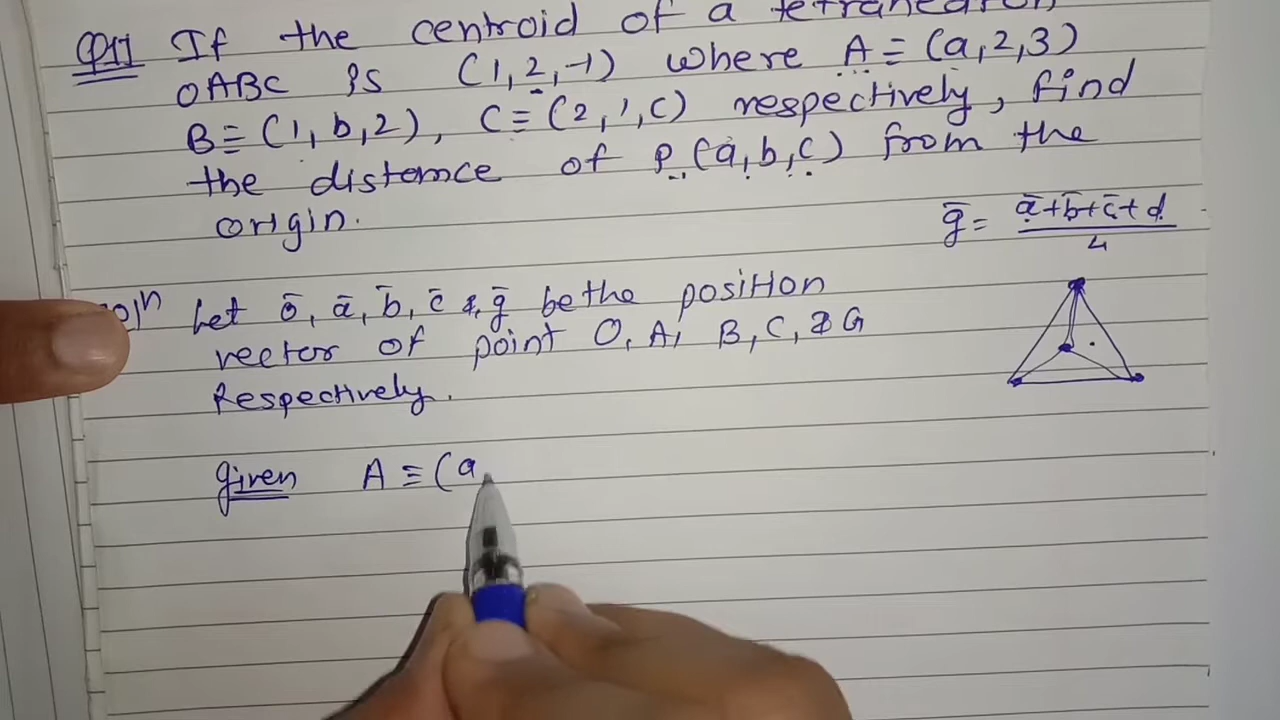 Q11 If the centroid of a tetrahedron
OABC is (1, 2, -1) where A ≡ (a, 2, 3)
B ≡ (1, b, 2), C ≡ (2, 1, c) respectively, find
the distance of P (a, b, c) from the
origin.
ḡ = ā+b̄+c̄+d
4
Soln Let ō, ā, b̄, c̄ & ḡ be the position
vector of point O, A, B, C, & G
Respectively.
given A ≡ (a,